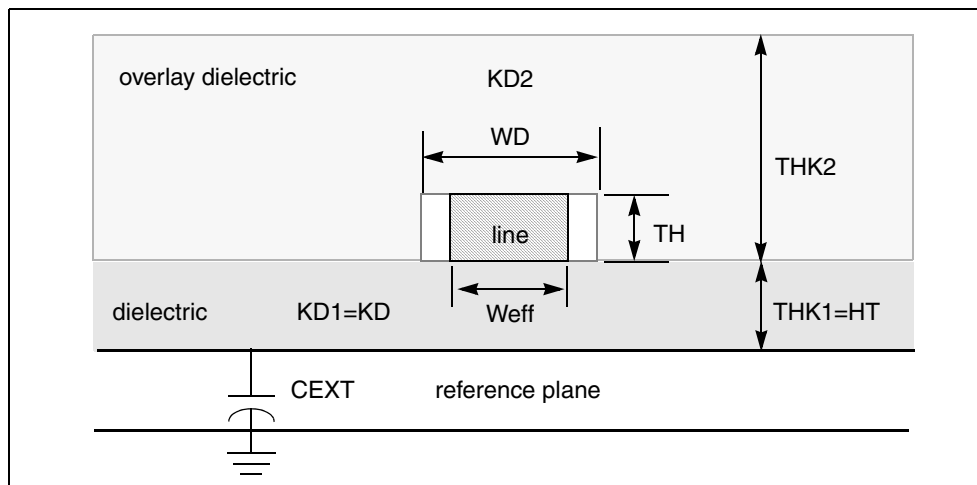 overlay dielectric KD2
WD
THK2
line
TH
dielectric KD1=KD Weff THK1=HT
CEXT reference plane